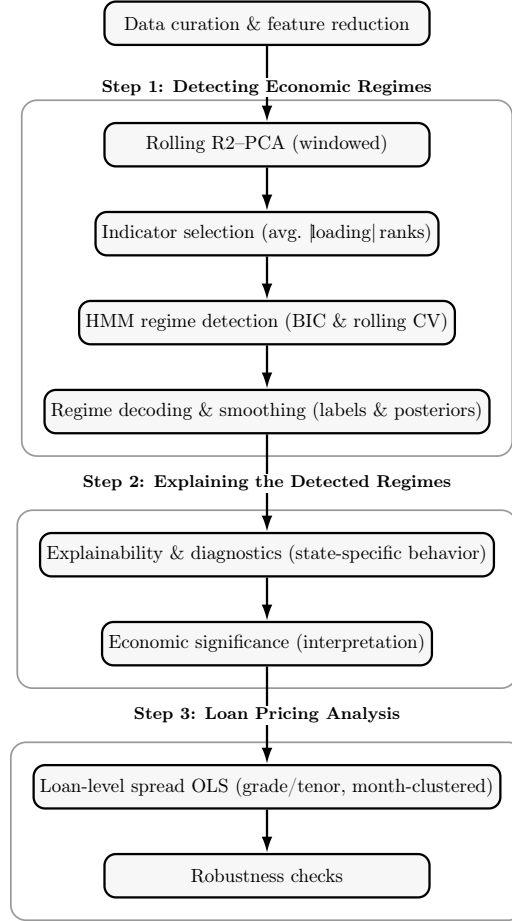 Data curation & feature reduction
Step 1: Detecting Economic Regimes
Rolling R2–PCA (windowed)
Indicator selection (avg. |loading| ranks)
HMM regime detection (BIC & rolling CV)
Regime decoding & smoothing (labels & posteriors)
Step 2: Explaining the Detected Regimes
Explainability & diagnostics (state-specific behavior)
Economic significance (interpretation)
Step 3: Loan Pricing Analysis
Loan-level spread OLS (grade/tenor, month-clustered)
Robustness checks